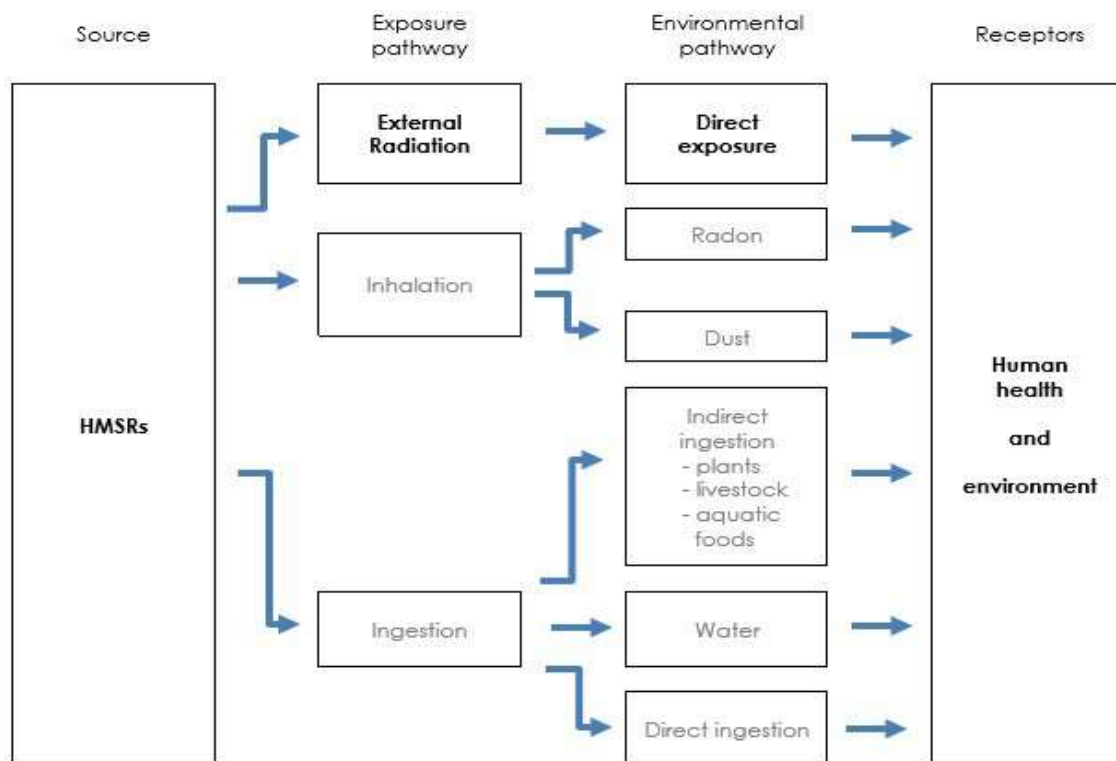 Source
Exposure
pathway
Environmental
pathway
Receptors
HMSRs
External
Radiation
Direct
exposure
Inhalation
Radon
Dust
Indirect
ingestion
- plants
- livestock
- aquatic
foods
Ingestion
Water
Direct ingestion
Human
health
and
environment